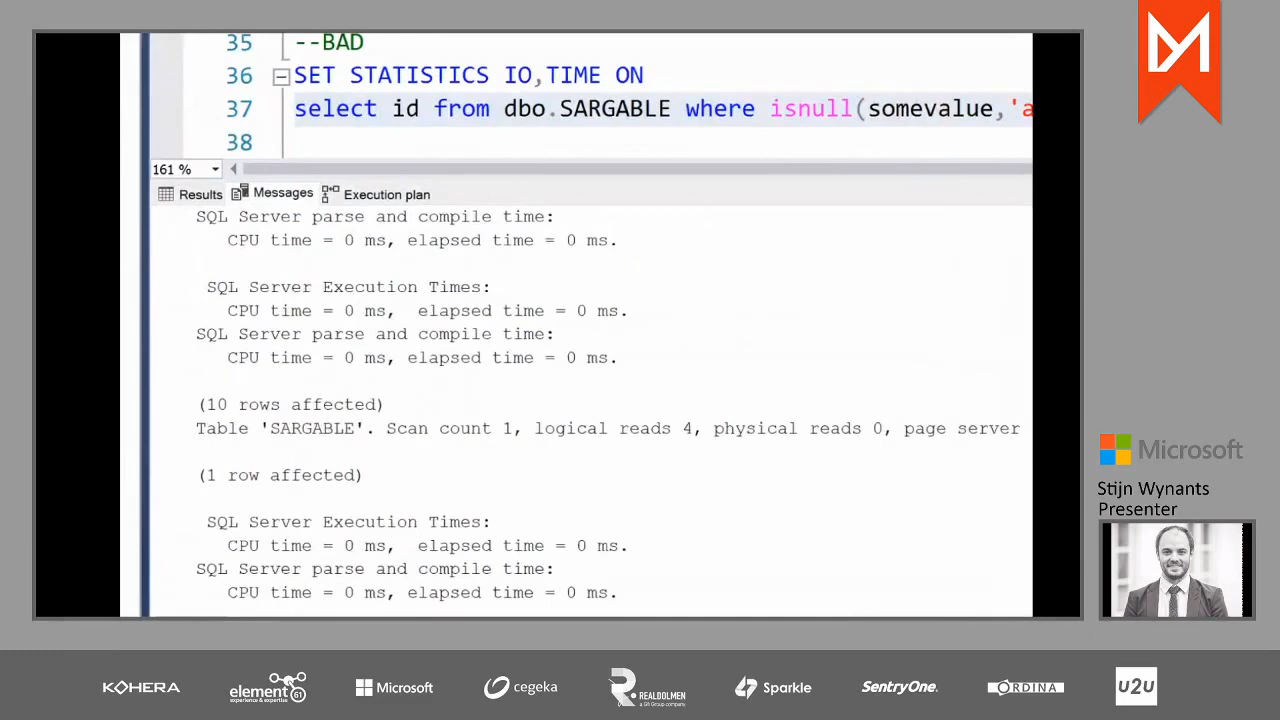 35 --BAD
36 SET STATISTICS IO,TIME ON
37 select id from dbo.SARGABLE where isnull(somevalue,'a
38
161 %
Results Messages Execution plan
SQL Server parse and compile time:
CPU time = 0 ms, elapsed time = 0 ms.
SQL Server Execution Times:
CPU time = 0 ms, elapsed time = 0 ms.
SQL Server parse and compile time:
CPU time = 0 ms, elapsed time = 0 ms.
(10 rows affected)
Table 'SARGABLE'. Scan count 1, logical reads 4, physical reads 0, page server
(1 row affected)
SQL Server Execution Times:
CPU time = 0 ms, elapsed time = 0 ms.
SQL Server parse and compile time:
CPU time = 0 ms, elapsed time = 0 ms.
Microsoft
Stijn Wynants
Presenter
KOHERA element 61 Microsoft cegeka REALDOLMEN Sparkle SentryOne. ORDINA U2U
experience & expertise
a Gfi Group company